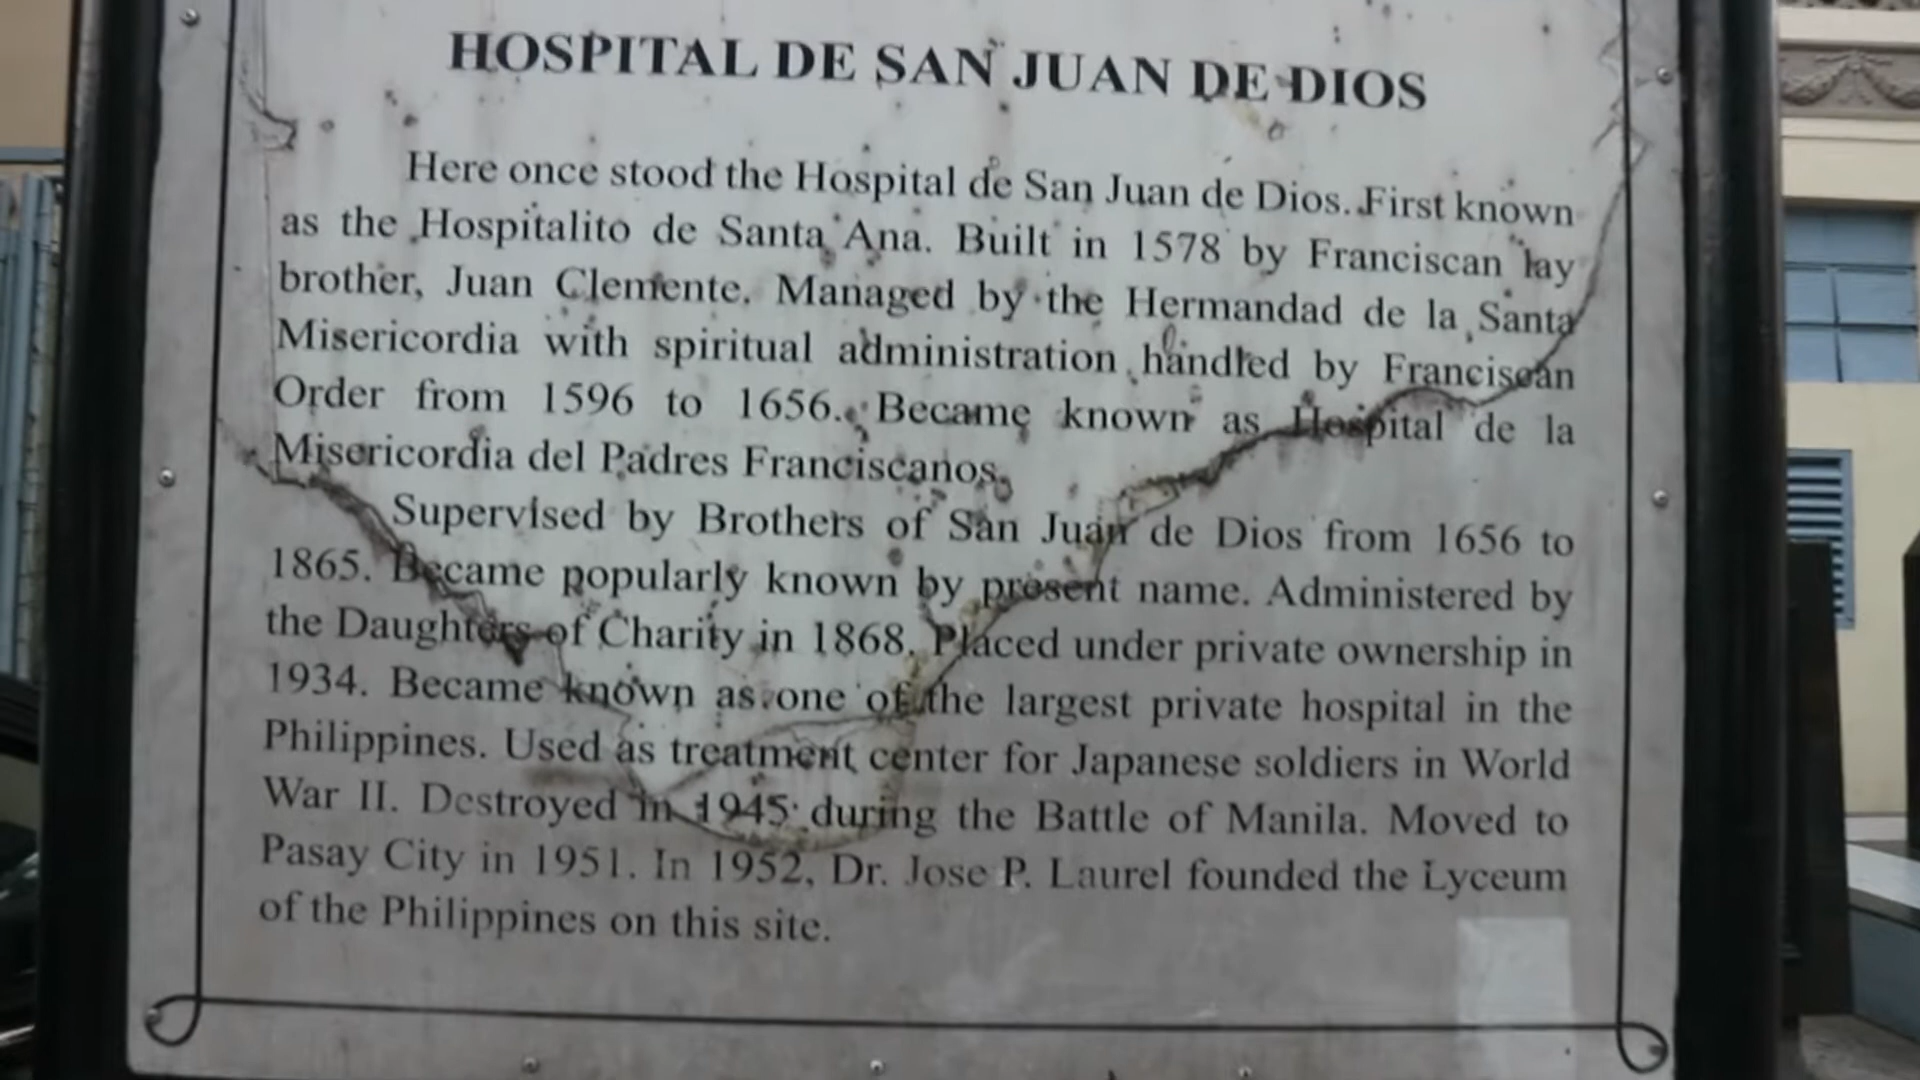 HOSPITAL DE SAN JUAN DE DIOS
Here once stood the Hospital de San Juan de Dios. First known
as the Hospitalito de Santa Ana. Built in 1578 by Franciscan lay
brother, Juan Clemente. Managed by the Hermandad de la Santa
Misericordia with spiritual administration handled by Franciscan
Order from 1596 to 1656. Became known as Hospital de la
Misericordia del Padres Franciscanos.
Supervised by Brothers of San Juan de Dios from 1656 to
1865. Became popularly known by present name. Administered by
the Daughters of Charity in 1868. Placed under private ownership in
1934. Became known as one of the largest private hospital in the
Philippines. Used as treatment center for Japanese soldiers in World
War II. Destroyed in 1945 during the Battle of Manila. Moved to
Pasay City in 1951. In 1952, Dr. Jose P. Laurel founded the Lyceum
of the Philippines on this site.